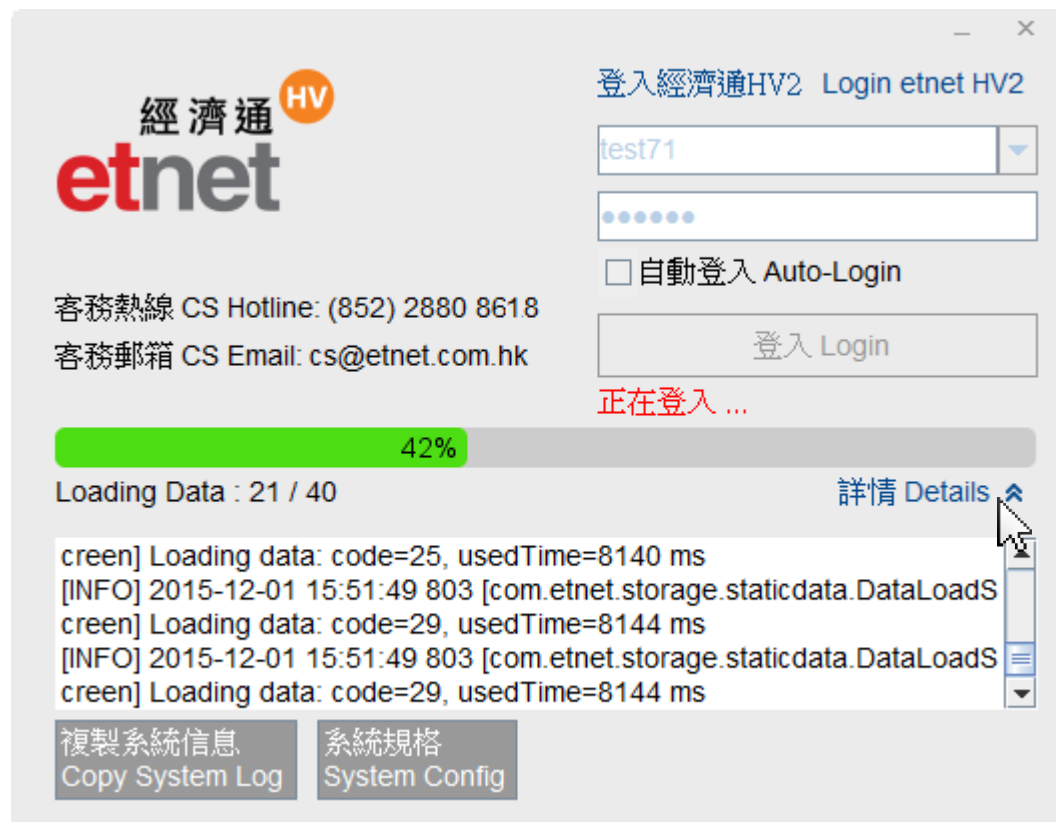 經濟通 HV
etnet
登入經濟通HV2 Login etnet HV2
test71
●●●●●●
自動登入 Auto-Login
客務熱線 CS Hotline: (852) 2880 8618
客務郵箱 CS Email: cs@etnet.com.hk
登入 Login
正在登入 ...
42%
Loading Data : 21 / 40
詳情 Details
creen] Loading data: code=25, usedTime=8140 ms
[INFO] 2015-12-01 15:51:49 803 [com.etnet.storage.staticdata.DataLoadS
creen] Loading data: code=29, usedTime=8144 ms
[INFO] 2015-12-01 15:51:49 803 [com.etnet.storage.staticdata.DataLoadS
creen] Loading data: code=29, usedTime=8144 ms
複製系統信息
Copy System Log
系統規格
System Config